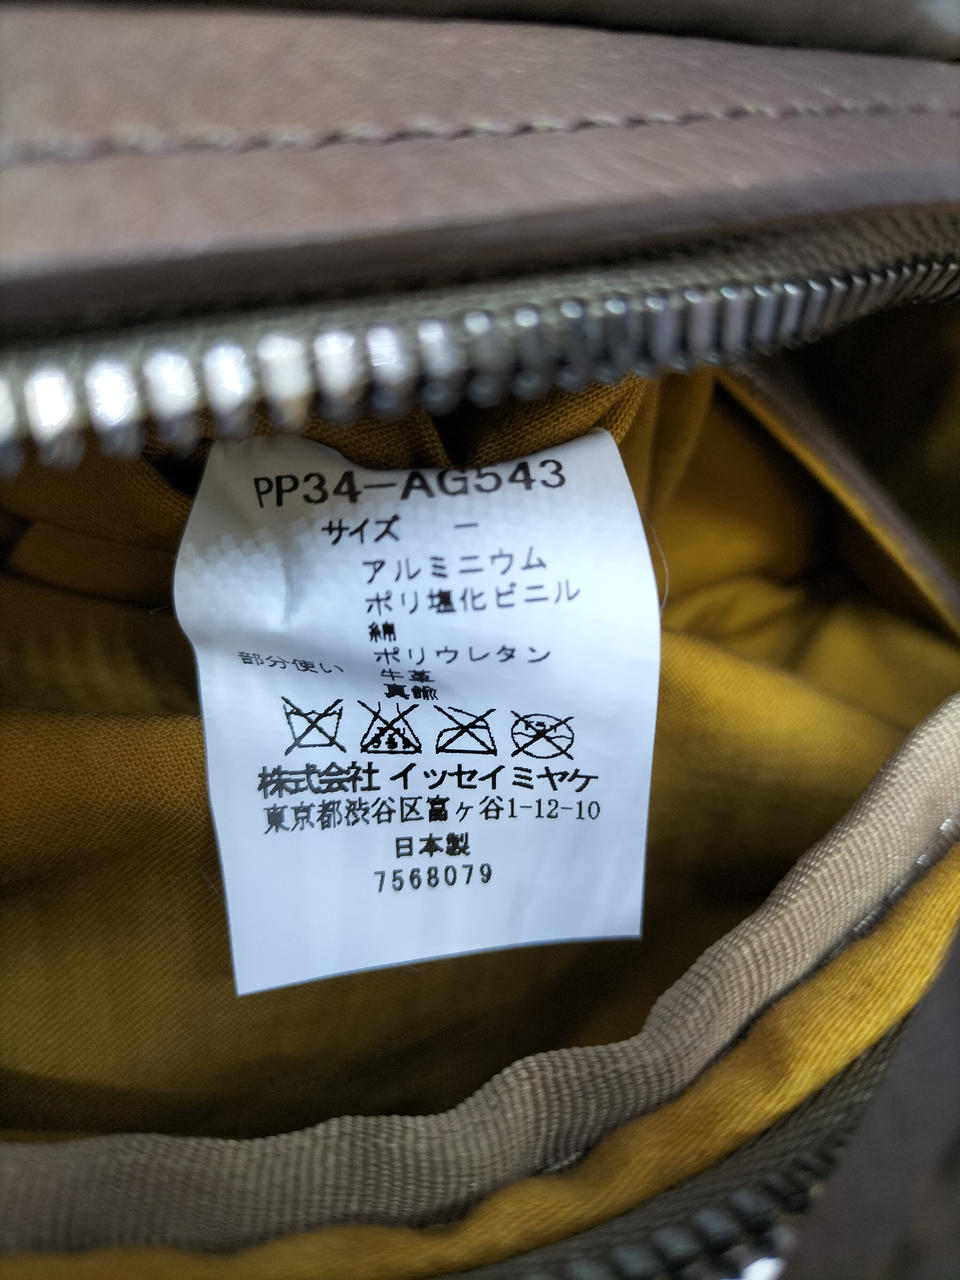 PP34-AG543
サイズ ー
アルミニウム
ポリ塩化ビニル
綿
部分使い ポリウレタン
牛革
真鍮
株式会社 イッセイミヤケ
東京都渋谷区富ヶ谷1-12-10
日本製
7568079